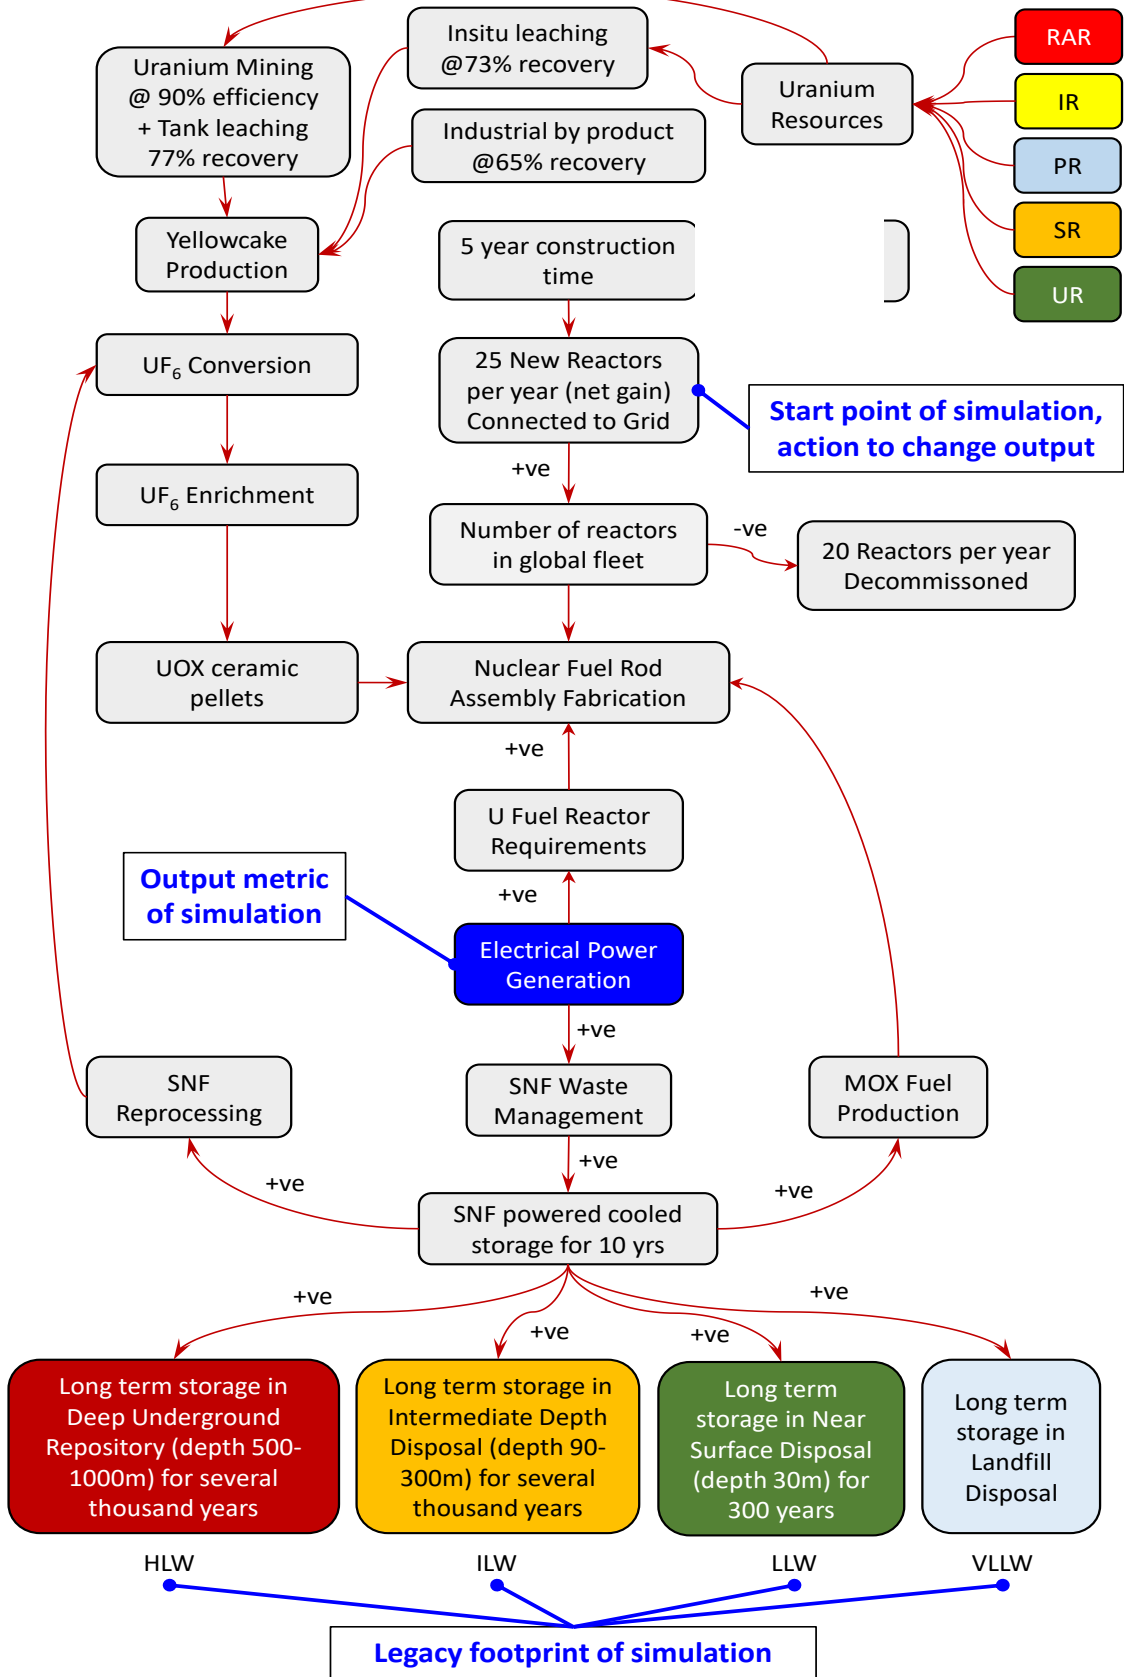 Insitu leaching
@73% recovery
RAR
Uranium Mining
@ 90% efficiency
+ Tank leaching
77% recovery
Uranium
Resources
IR
Industrial by product
@65% recovery
PR
SR
UR
Yellowcake
Production
5 year construction
time
UF6 Conversion
25 New Reactors
per year (net gain)
Connected to Grid
Start point of simulation,
action to change output
+ve
UF6 Enrichment
Number of reactors
in global fleet
-ve
20 Reactors per year
Decommissoned
UOX ceramic
pellets
Nuclear Fuel Rod
Assembly Fabrication
+ve
U Fuel Reactor
Requirements
+ve
Output metric
of simulation
Electrical Power
Generation
+ve
SNF
Reprocessing
SNF Waste
Management
MOX Fuel
Production
+ve
+ve
+ve
SNF powered cooled
storage for 10 yrs
+ve
+ve
+ve
+ve
Long term storage in
Deep Underground
Repository (depth 500-
1000m) for several
thousand years
Long term storage in
Intermediate Depth
Disposal (depth 90-
300m) for several
thousand years
Long term
storage in Near
Surface Disposal
(depth 30m) for
300 years
Long term
storage in
Landfill
Disposal
HLW
ILW
LLW
VLLW
Legacy footprint of simulation